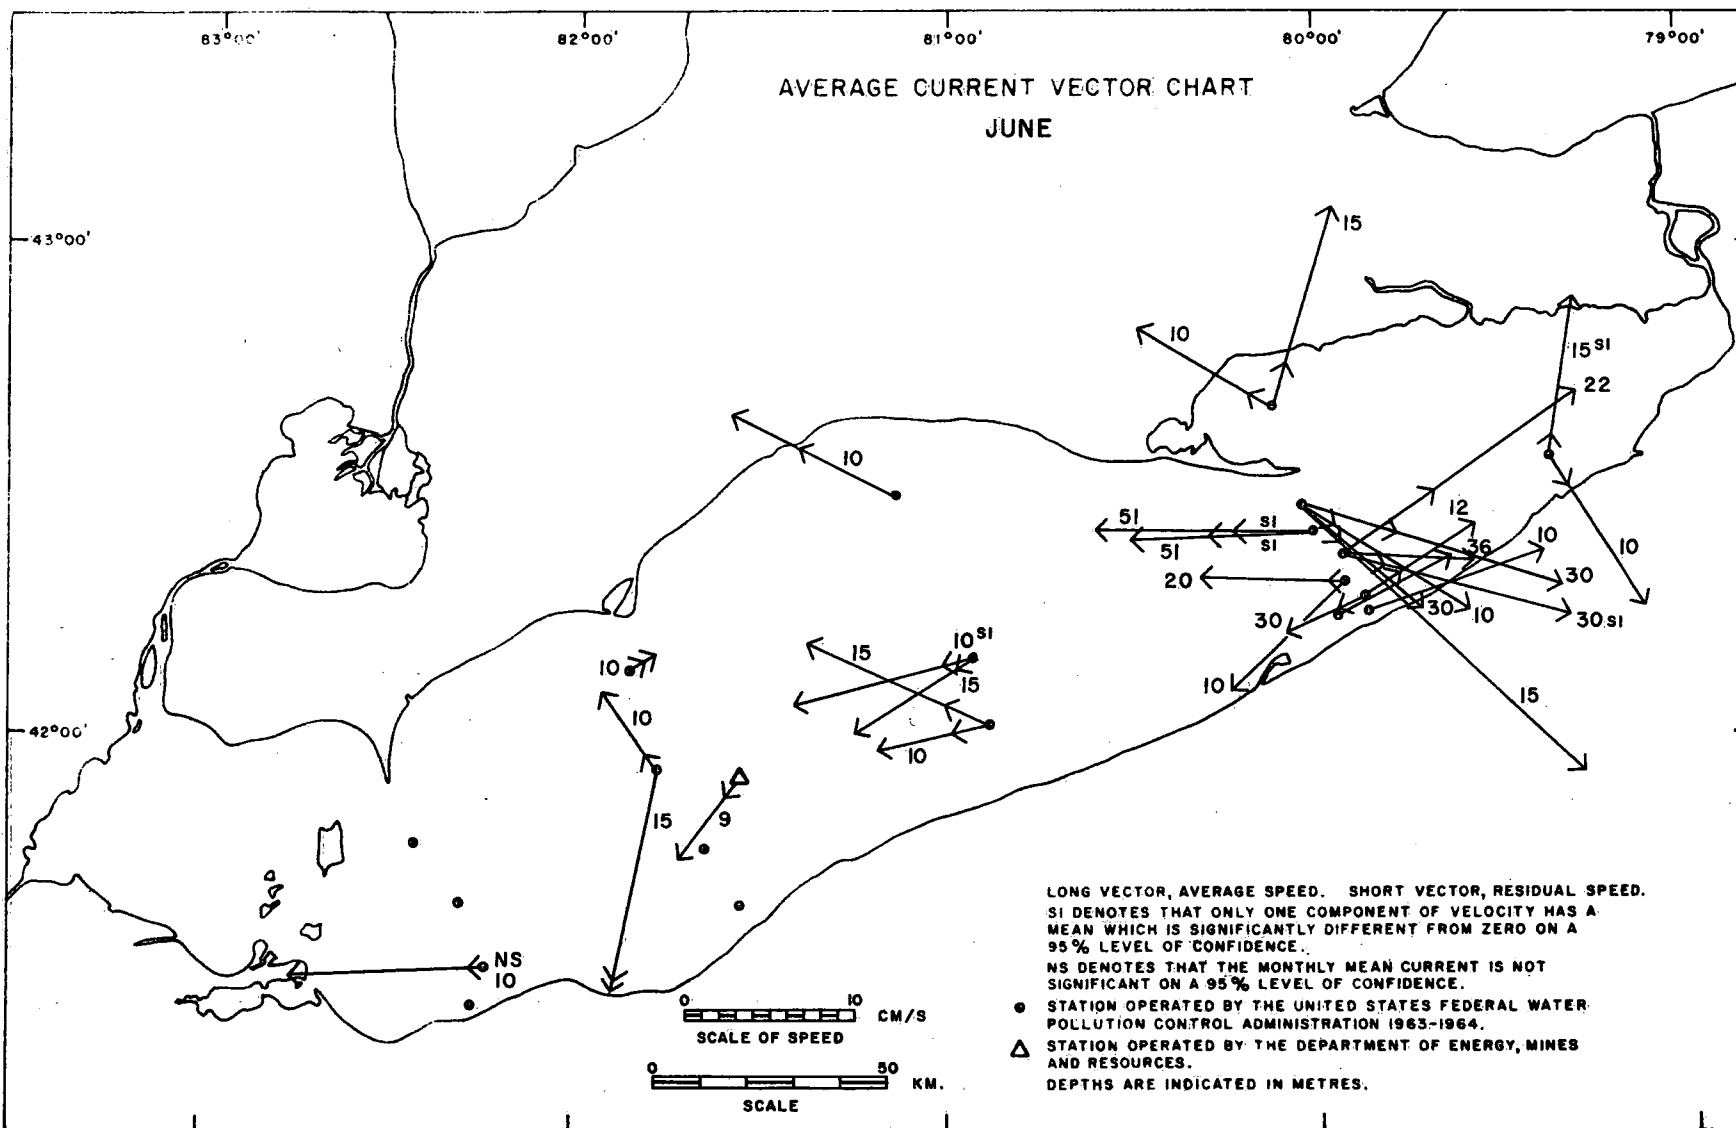 83°00' 82°00' 81°00' 80°00' 79°00'
AVERAGE CURRENT VECTOR CHART
JUNE
43°00'
15
10
15 SI
22
10
51 SI
51 SI
12
36
10
10
20
30
30
30
10
30 SI
10
15
10 SI
15
15
10
10
10
42°00'
15
9
NS
10
LONG VECTOR, AVERAGE SPEED. SHORT VECTOR, RESIDUAL SPEED.
SI DENOTES THAT ONLY ONE COMPONENT OF VELOCITY HAS A
MEAN WHICH IS SIGNIFICANTLY DIFFERENT FROM ZERO ON A
95% LEVEL OF CONFIDENCE.
NS DENOTES THAT THE MONTHLY MEAN CURRENT IS NOT
SIGNIFICANT ON A 95% LEVEL OF CONFIDENCE.
STATION OPERATED BY THE UNITED STATES FEDERAL WATER
POLLUTION CONTROL ADMINISTRATION 1963-1964.
STATION OPERATED BY THE DEPARTMENT OF ENERGY, MINES
AND RESOURCES.
DEPTHS ARE INDICATED IN METRES.
0 10 CM/S
SCALE OF SPEED
0 50 KM.
SCALE